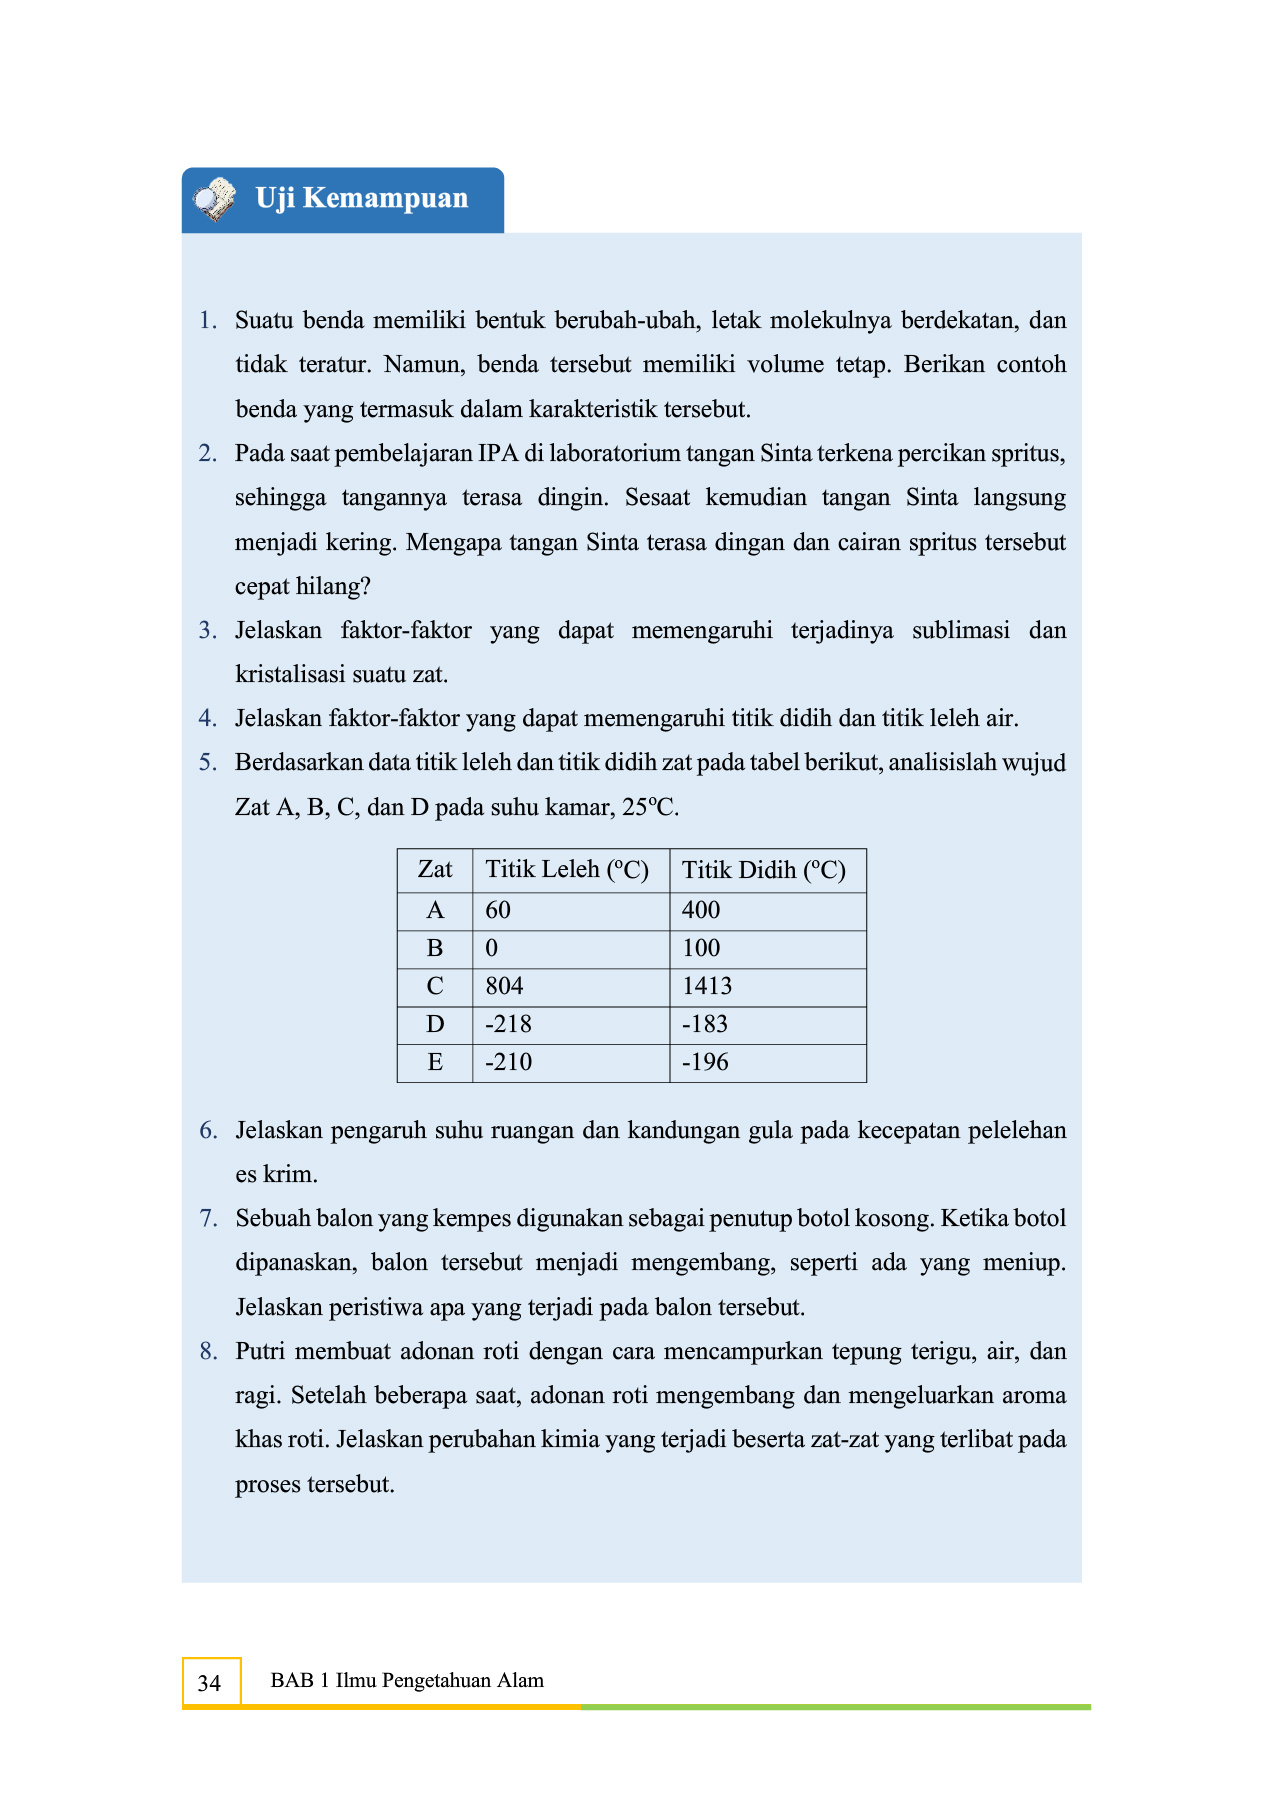 Uji Kemampuan
1. Suatu benda memiliki bentuk berubah-ubah, letak molekulnya berdekatan, dan
tidak teratur. Namun, benda tersebut memiliki volume tetap. Berikan contoh
benda yang termasuk dalam karakteristik tersebut.
2. Pada saat pembelajaran IPA di laboratorium tangan Sinta terkena percikan spritus,
sehingga tangannya terasa dingin. Sesaat kemudian tangan Sinta langsung
menjadi kering. Mengapa tangan Sinta terasa dingan dan cairan spritus tersebut
cepat hilang?
3. Jelaskan faktor-faktor yang dapat memengaruhi terjadinya sublimasi dan
kristalisasi suatu zat.
4. Jelaskan faktor-faktor yang dapat memengaruhi titik didih dan titik leleh air.
5. Berdasarkan data titik leleh dan titik didih zat pada tabel berikut, analisislah wujud
Zat A, B, C, dan D pada suhu kamar, 25°C.
Zat Titik Leleh (°C) Titik Didih (°C)
A 60 400
B 0 100
C 804 1413
D -218 -183
E -210 -196
6. Jelaskan pengaruh suhu ruangan dan kandungan gula pada kecepatan pelelehan
es krim.
7. Sebuah balon yang kempes digunakan sebagai penutup botol kosong. Ketika botol
dipanaskan, balon tersebut menjadi mengembang, seperti ada yang meniup.
Jelaskan peristiwa apa yang terjadi pada balon tersebut.
8. Putri membuat adonan roti dengan cara mencampurkan tepung terigu, air, dan
ragi. Setelah beberapa saat, adonan roti mengembang dan mengeluarkan aroma
khas roti. Jelaskan perubahan kimia yang terjadi beserta zat-zat yang terlibat pada
proses tersebut.
34 BAB 1 Ilmu Pengetahuan Alam